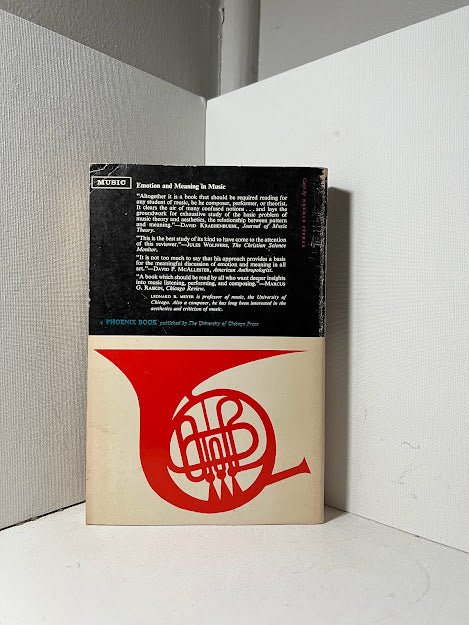 MUSIC
Emotion and Meaning in Music
"Altogether it is a book that should be required reading for
any student of music, be he composer, performer, or theorist.
It clears the air of many confused notions . . . and lays the
groundwork for exhaustive study of the basic problem of
music theory and aesthetics, the relationship between pattern
and meaning."—DAVID KRAEHENBUEHL, Journal of Music
Theory.
"This is the best study of its kind to have come to the attention
of this reviewer."—JULES WOLFFERS, The Christian Science
Monitor.
"It is not too much to say that his approach provides a basis
for the meaningful discussion of emotion and meaning in all
art."—DAVID P. MCALLESTER, American Anthropologist.
"A book which should be read by all who want deeper insights
into music listening, performing, and composing."—MARCUS
G. RASKIN, Chicago Review.
LEONARD B. MEYER is professor of music, the University of
Chicago. Also a composer, he has long been interested in the
aesthetics and criticism of music.
A PHOENIX BOOK published by The University of Chicago Press